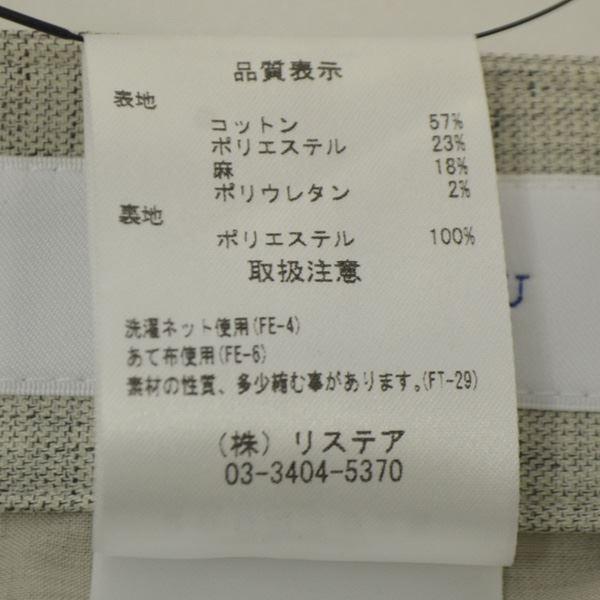 品質表示
表地
コットン 57%
ポリエステル 23%
麻 18%
ポリウレタン 2%
裏地
ポリエステル 100%
取扱注意
洗濯ネット使用(FE-4)
あて布使用(FE-6)
素材の性質、多少縮む事があります。(FT-29)
(株) リステア
03-3404-5370